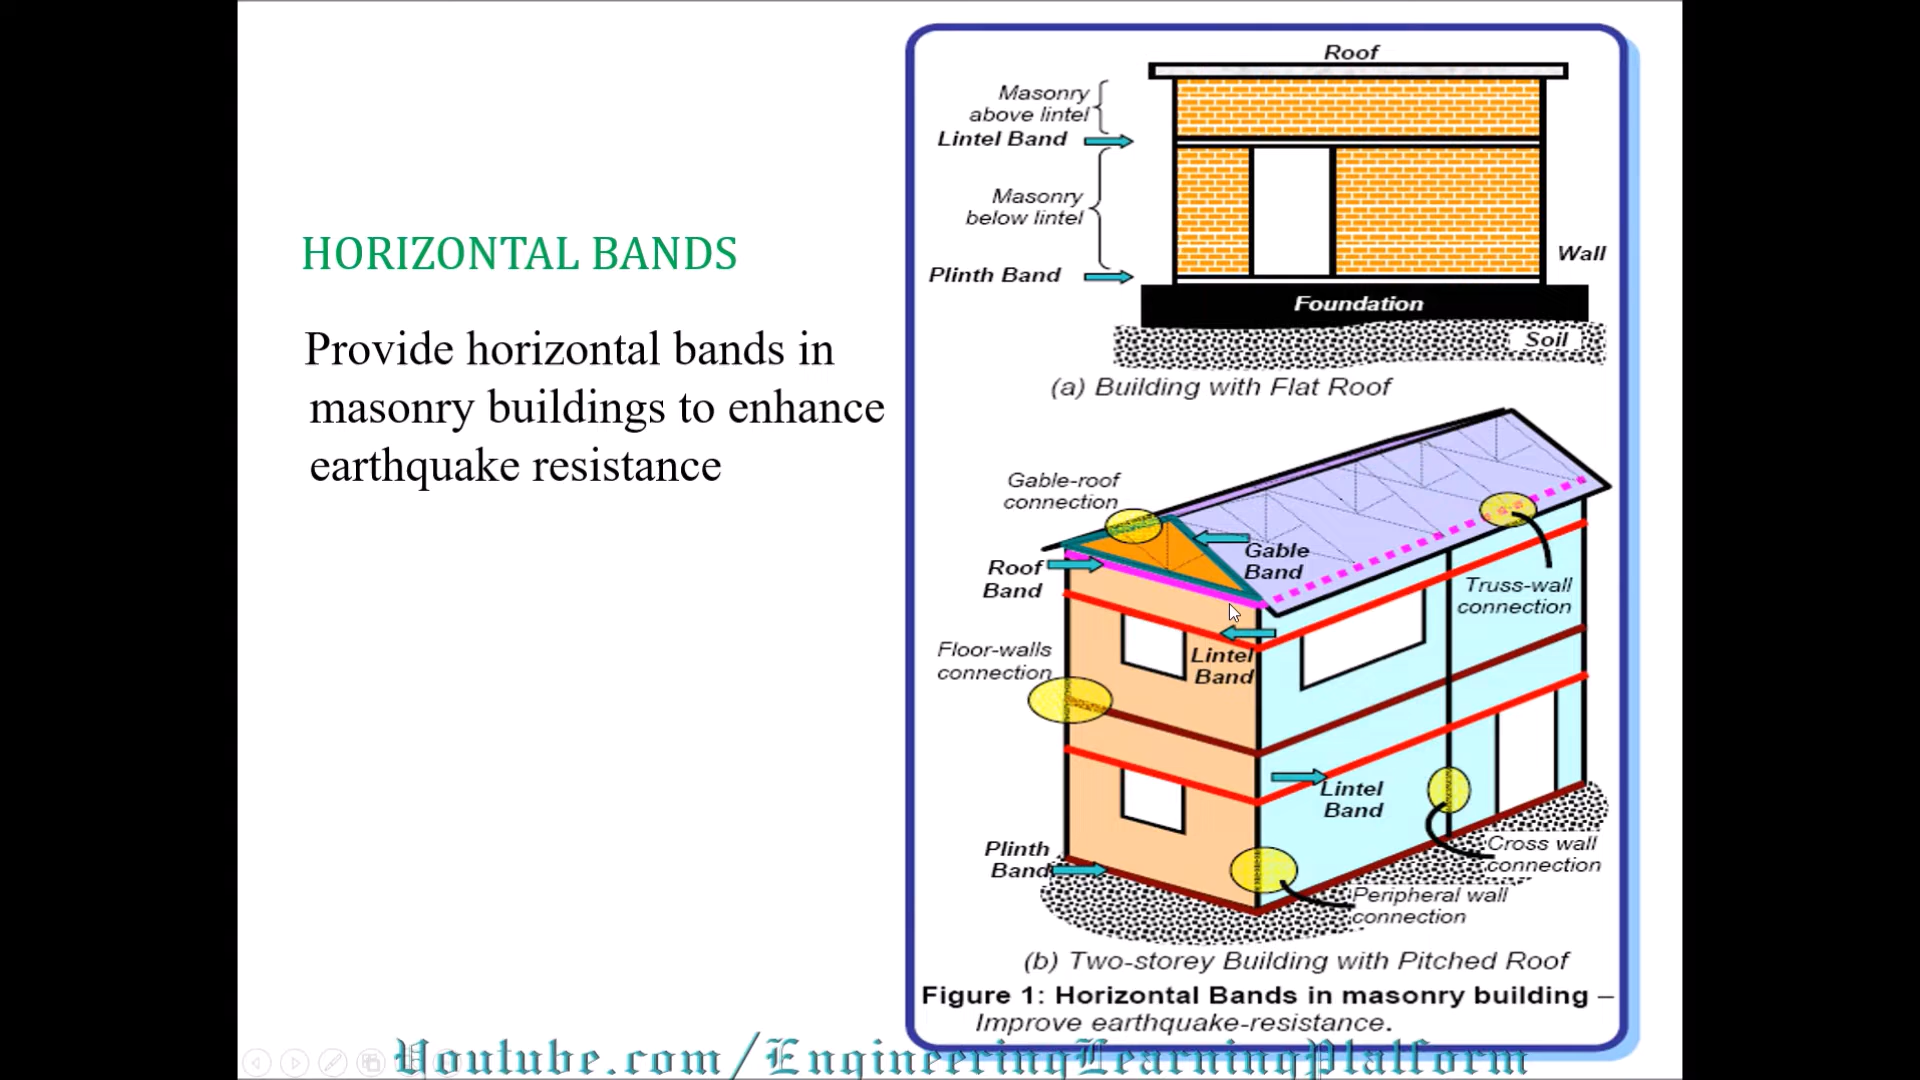 HORIZONTAL BANDS
Provide horizontal bands in
masonry buildings to enhance
earthquake resistance
Roof
Masonry
above lintel
Lintel Band
Masonry
below lintel
Wall
Plinth Band
Foundation
Soil
(a) Building with Flat Roof
Gable-roof
connection
Gable
Band
Roof
Band
Truss-wall
connection
Floor-walls
connection
Lintel
Band
Lintel
Band
Plinth
Band
Cross wall
connection
Peripheral wall
connection
(b) Two-storey Building with Pitched Roof
Figure 1: Horizontal Bands in masonry building –
Improve earthquake-resistance.
Youtube.com/EngineeringLearningPlatform